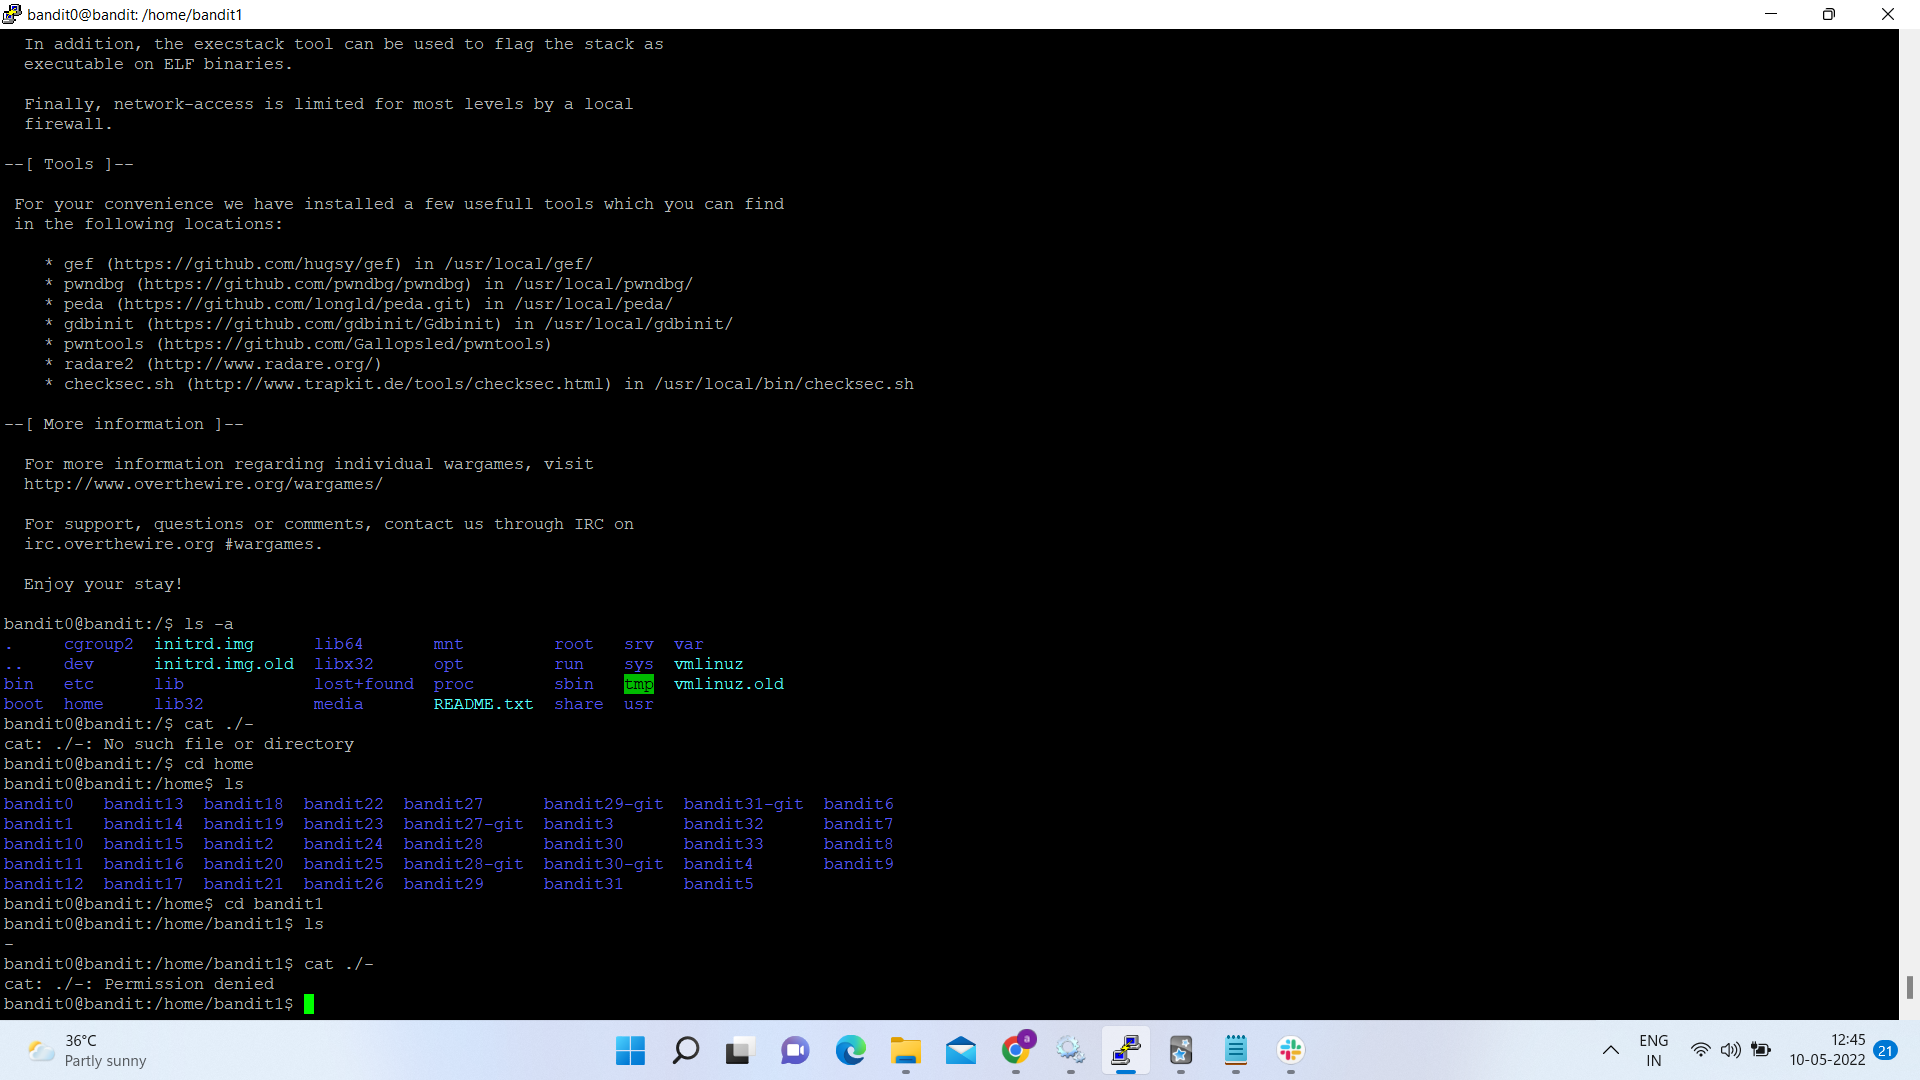 bandit0@bandit: /home/bandit1
In addition, the execstack tool can be used to flag the stack as
executable on ELF binaries.
Finally, network-access is limited for most levels by a local
firewall.
--[ Tools ]--
For your convenience we have installed a few usefull tools which you can find
in the following locations:
* gef (https://github.com/hugsy/gef) in /usr/local/gef/
* pwndbg (https://github.com/pwndbg/pwndbg) in /usr/local/pwndbg/
* peda (https://github.com/longld/peda.git) in /usr/local/peda/
* gdbinit (https://github.com/gdbinit/Gdbinit) in /usr/local/gdbinit/
* pwntools (https://github.com/Gallopsled/pwntools)
* radare2 (http://www.radare.org/)
* checksec.sh (http://www.trapkit.de/tools/checksec.html) in /usr/local/bin/checksec.sh
--[ More information ]--
For more information regarding individual wargames, visit
http://www.overthewire.org/wargames/
For support, questions or comments, contact us through IRC on
irc.overthewire.org #wargames.
Enjoy your stay!
bandit0@bandit:/$ ls -a
. cgroup2 initrd.img lib64 mnt root srv var
.. dev initrd.img.old libx32 opt run sys vmlinuz
bin etc lib lost+found proc sbin tmp vmlinuz.old
boot home lib32 media README.txt share usr
bandit0@bandit:/$ cat ./-
cat: ./-: No such file or directory
bandit0@bandit:/$ cd home
bandit0@bandit:/home$ ls
bandit0 bandit13 bandit18 bandit22 bandit27 bandit29-git bandit31-git bandit6
bandit1 bandit14 bandit19 bandit23 bandit27-git bandit3 bandit32 bandit7
bandit10 bandit15 bandit2 bandit24 bandit28 bandit30 bandit33 bandit8
bandit11 bandit16 bandit20 bandit25 bandit28-git bandit30-git bandit4 bandit9
bandit12 bandit17 bandit21 bandit26 bandit29 bandit31 bandit5
bandit0@bandit:/home$ cd bandit1
bandit0@bandit:/home/bandit1$ ls
-
bandit0@bandit:/home/bandit1$ cat ./-
cat: ./-: Permission denied
bandit0@bandit:/home/bandit1$
36°C
Partly sunny
a
ENG
IN
12:45
10-05-2022
21